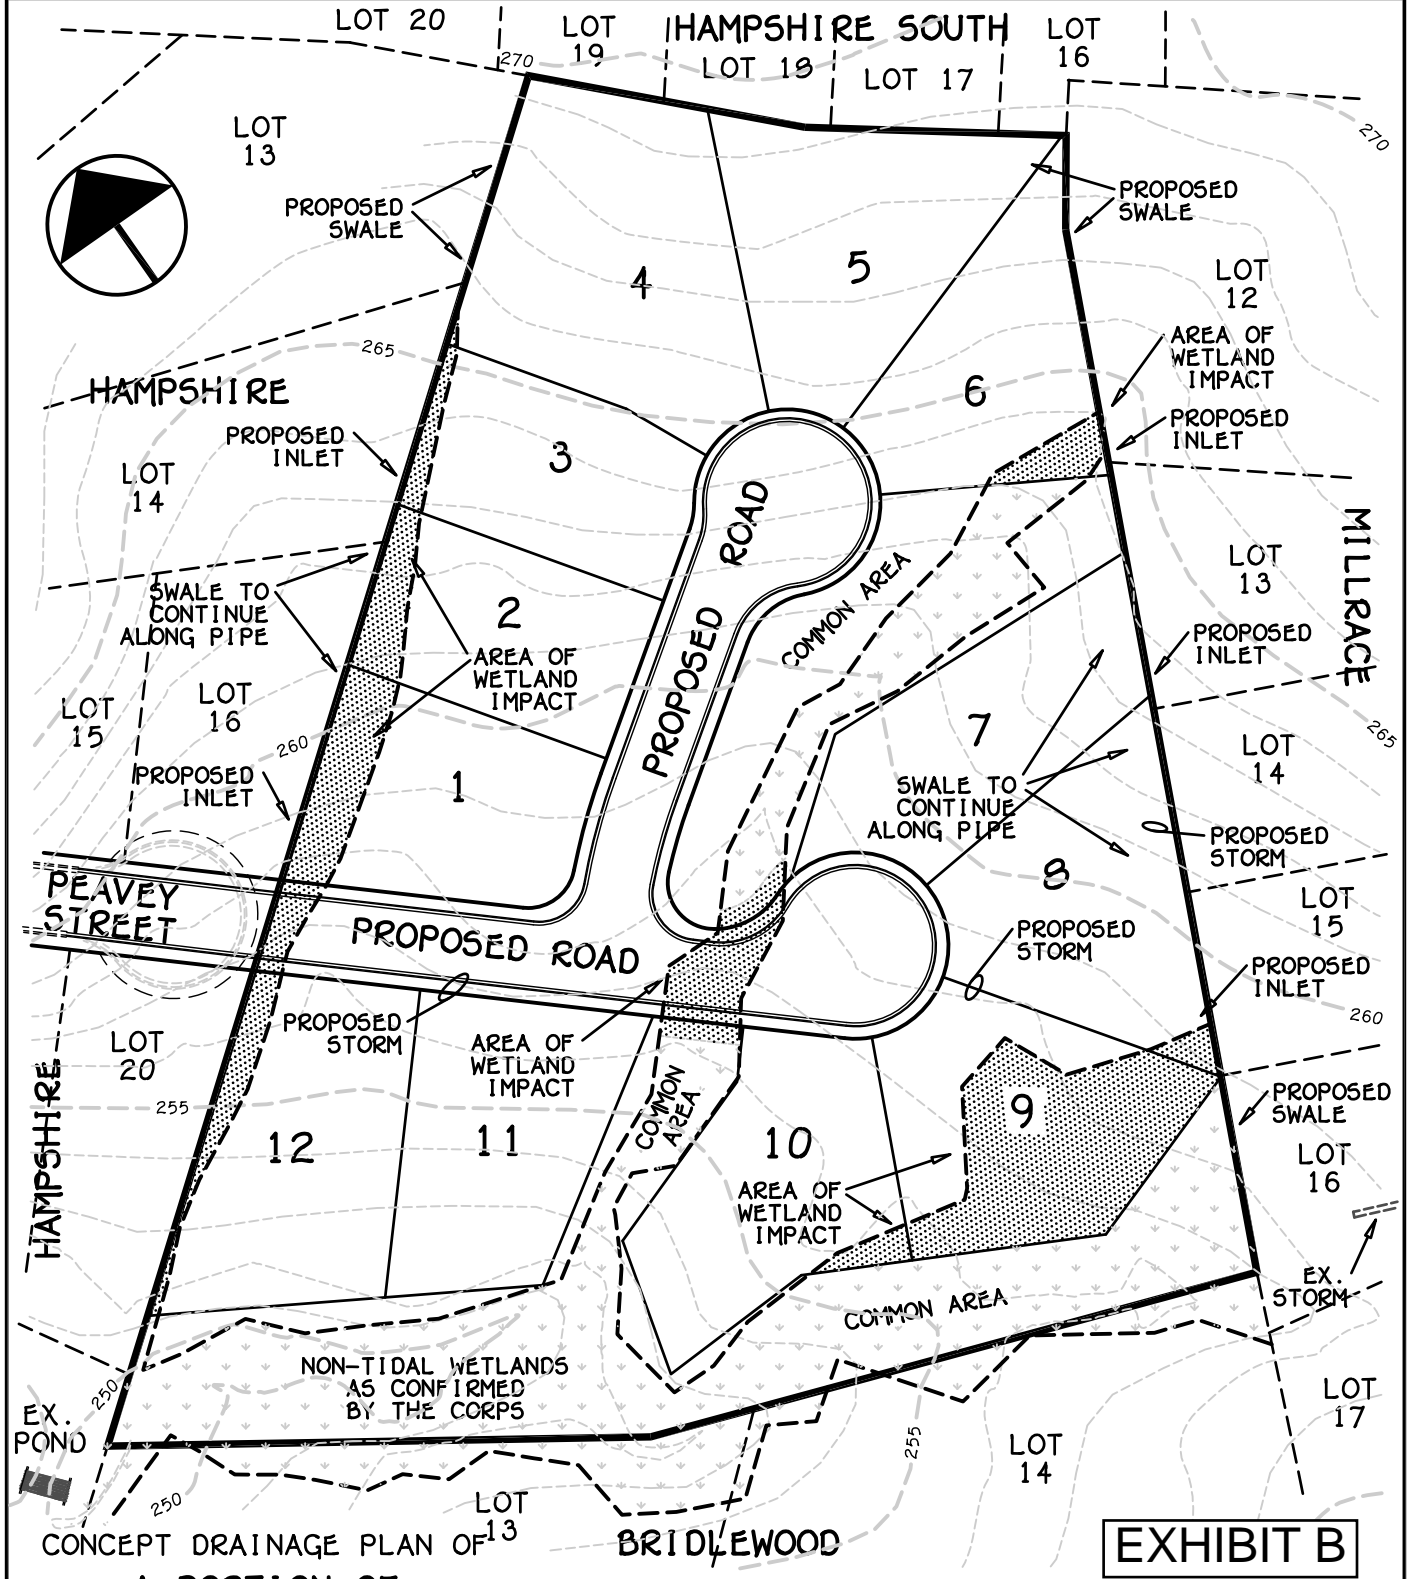 LOT 20
LOT
19
HAMPSHIRE SOUTH
LOT
16
270
LOT 18
LOT 17
LOT
13
270
PROPOSED
SWALE
PROPOSED
SWALE
LOT
12
4
5
265
AREA OF
WETLAND
IMPACT
HAMPSHIRE
6
PROPOSED
INLET
PROPOSED
INLET
3
LOT
14
ROAD
MILLRACE
LOT
13
COMMON AREA
SWALE TO
CONTINUE
ALONG PIPE
2
PROPOSED
PROPOSED
INLET
AREA OF
WETLAND
IMPACT
LOT
15
LOT
16
7
265
260
LOT
14
PROPOSED
INLET
1
SWALE TO
CONTINUE
ALONG PIPE
PROPOSED
STORM
8
PEAVEY
STREET
LOT
15
PROPOSED ROAD
PROPOSED
STORM
PROPOSED
INLET
260
PROPOSED
STORM
LOT
20
AREA OF
WETLAND
IMPACT
HAMPSHIRE
255
COMMON
AREA
9
PROPOSED
SWALE
12
11
10
LOT
16
AREA OF
WETLAND
IMPACT
EX.
STORM
COMMON AREA
NON-TIDAL WETLANDS
AS CONFIRMED
BY THE CORPS
250
LOT
17
EX.
POND
255
LOT
14
250
LOT
13
CONCEPT DRAINAGE PLAN OF
BRIDLEWOOD
EXHIBIT B
A PORTION OF